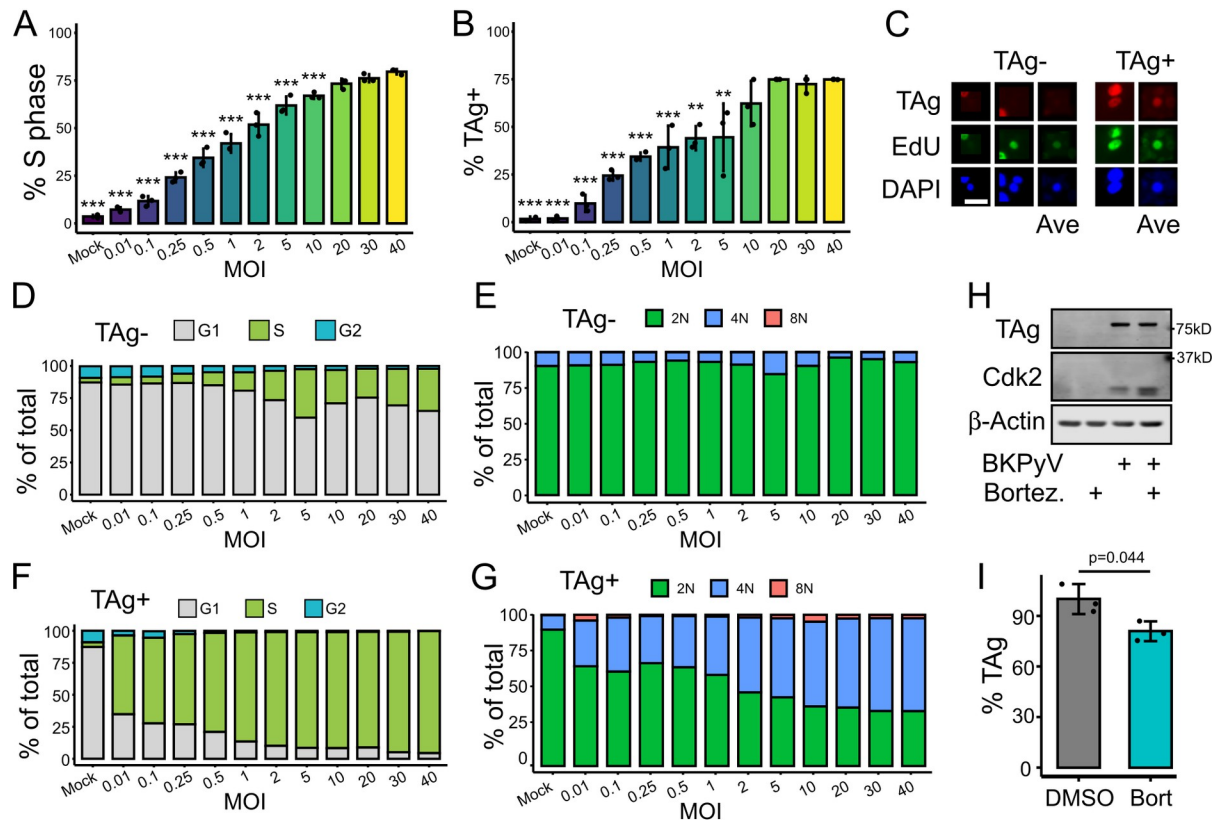 A
% S phase
100
75
50
25
0
***
***
***
***
***
***
***
***
***
Mock 0.01 0.1 0.25 0.5 1 2 5 10 20 30 40
MOI
B
% TAg+
100
75
50
25
0
***
***
***
***
***
***
**
**
Mock 0.01 0.1 0.25 0.5 1 2 5 10 20 30 40
MOI
C
TAg- TAg+
TAg
EdU
DAPI
Ave Ave
D
TAg- G1 S G2
% of total
100
75
50
25
0
Mock 0.01 0.1 0.25 0.5 1 2 5 10 20 30 40
MOI
E
TAg- 2N 4N 8N
% of total
100
75
50
25
0
Mock 0.01 0.1 0.25 0.5 1 2 5 10 20 30 40
MOI
H
TAg
-75kD
-37kD
Cdk2
β-Actin
BKPyV + +
Bortez. + +
F
TAg+ G1 S G2
% of total
100
75
50
25
0
Mock 0.01 0.1 0.25 0.5 1 2 5 10 20 30 40
MOI
G
TAg+ 2N 4N 8N
% of total
100
75
50
25
0
Mock 0.01 0.1 0.25 0.5 1 2 5 10 20 30 40
MOI
I
p=0.044
% TAg
90
60
30
0
DMSO Bort